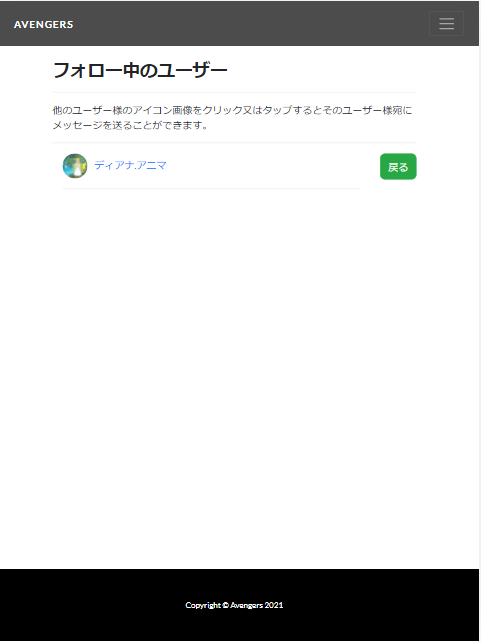 AVENGERS
フォロー中のユーザー
他のユーザー様のアイコン画像をクリック又はタップするとそのユーザー様宛に
メッセージを送ることができます。
ディアナ.アニマ
戻る
Copyright © Avengers 2021